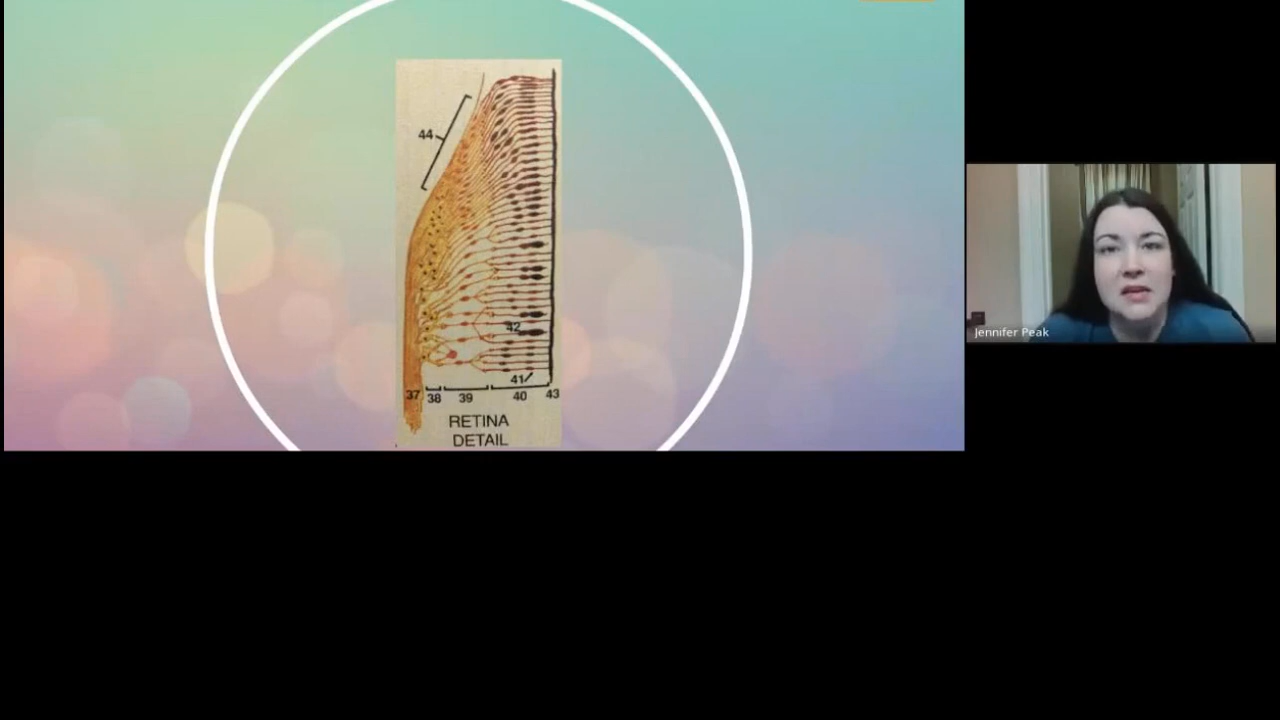 44
42
41
37 38 39 40 43
RETINA
DETAIL
Jennifer Peak